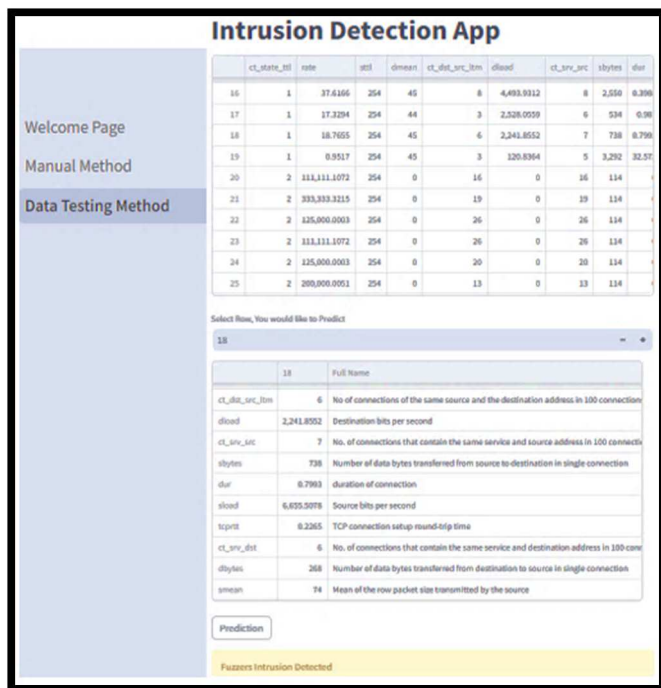 Intrusion Detection App
Welcome Page
Manual Method
Data Testing Method
ct_state_ttl rate sttl dmean ct_dst_src_ltm dload ct_srv_src sbytes dur
16 1 37.6166 254 45 8 4,493.9312 8 2,550 0.398
17 1 17.3294 254 44 3 2,528.0559 6 534 0.98
18 1 18.7655 254 45 6 2,241.8552 7 738 0.799
19 1 0.9517 254 45 3 120.8364 5 3,292 32.57
20 2 111,111.1072 254 0 16 0 16 114
21 2 333,333.3215 254 0 19 0 19 114
22 2 125,000.0003 254 0 26 0 26 114
23 2 111,111.1072 254 0 26 0 26 114
24 2 125,000.0003 254 0 20 0 20 114
25 2 200,000.0051 254 0 13 0 13 114
Select Row, You would like to Predict
18 - +
18 Full Name
ct_dst_src_ltm 6 No of connections of the same source and the destination address in 100 connection
dload 2,241.8552 Destination bits per second
ct_srv_src 7 No. of connections that contain the same service and source address in 100 connecti
sbytes 738 Number of data bytes transferred from source to destination in single connection
dur 0.7993 duration of connection
sload 6,655.5078 Source bits per second
tcprtt 0.2265 TCP connection setup round-trip time
ct_srv_dst 6 No. of connections that contain the same service and destination address in 100 conn
dbytes 268 Number of data bytes transferred from destination to source in single connection
smean 74 Mean of the row packet size transmitted by the source
Prediction
Fuzzers Intrusion Detected